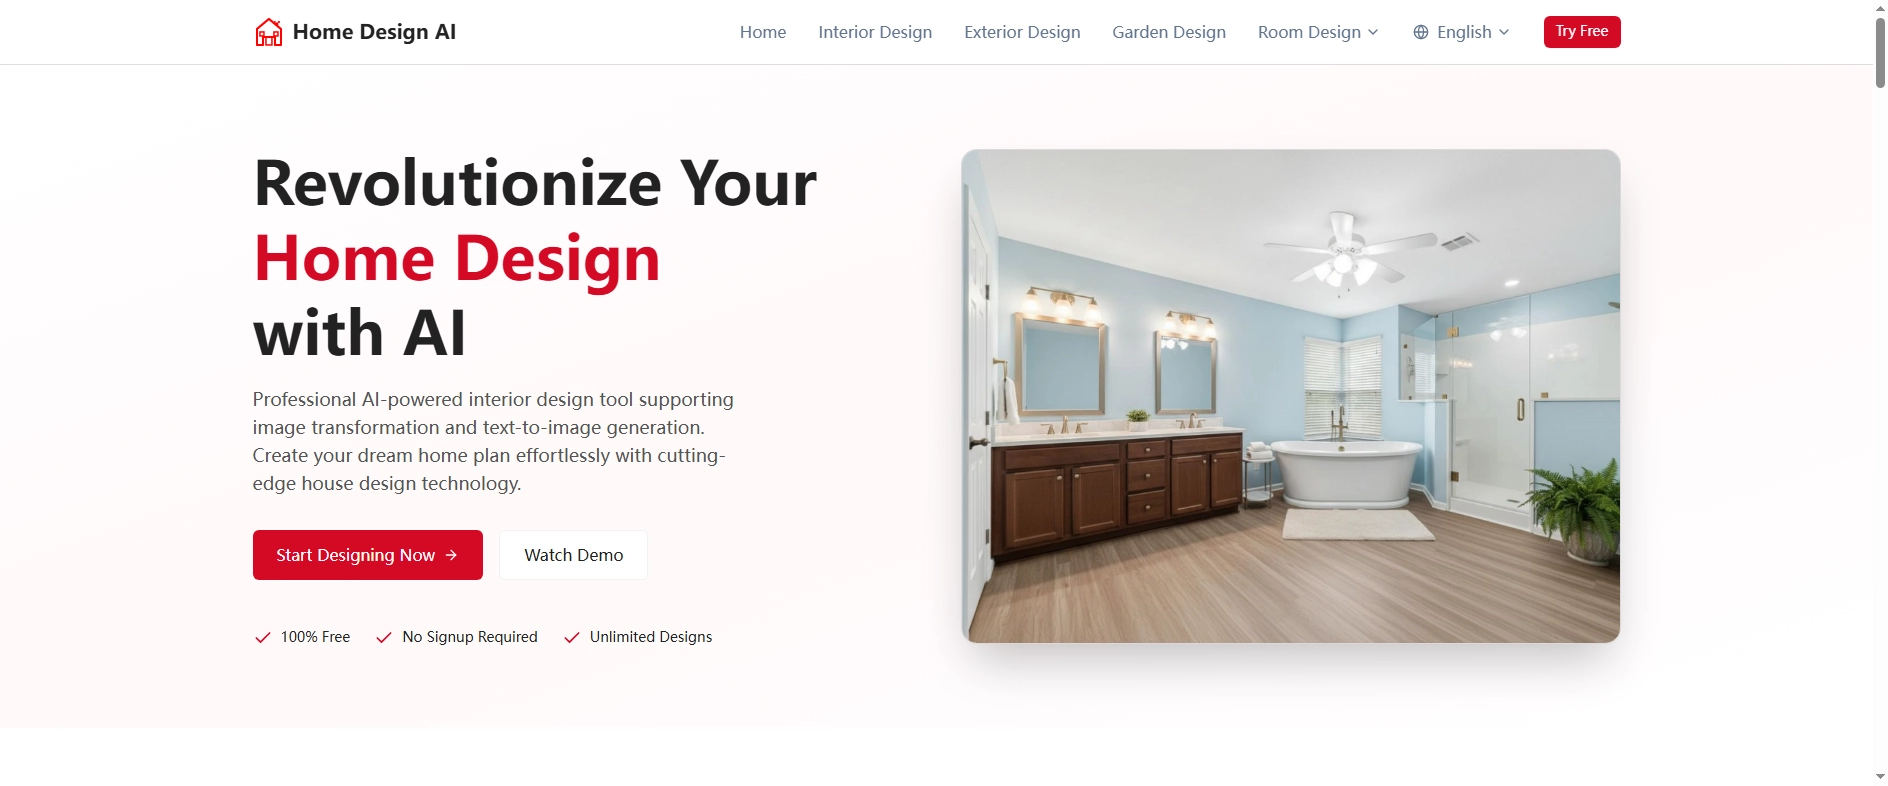 Home Design AI
Home
Interior Design
Exterior Design
Garden Design
Room Design
English
Try Free
Revolutionize Your
Home Design
with AI
Professional AI-powered interior design tool supporting
image transformation and text-to-image generation.
Create your dream home plan effortlessly with cutting-
edge house design technology.
Start Designing Now
Watch Demo
100% Free
No Signup Required
Unlimited Designs